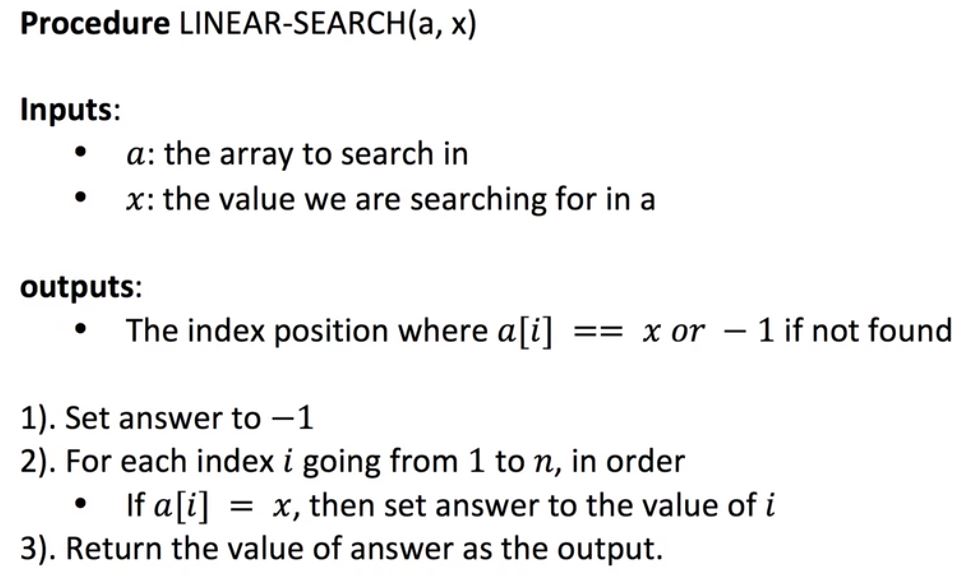 Procedure LINEAR-SEARCH(a, x)
Inputs:
• a: the array to search in
• x: the value we are searching for in a
outputs:
• The index position where a[i] == x or − 1 if not found
1). Set answer to −1
2). For each index i going from 1 to n, in order
• If a[i] = x, then set answer to the value of i
3). Return the value of answer as the output.